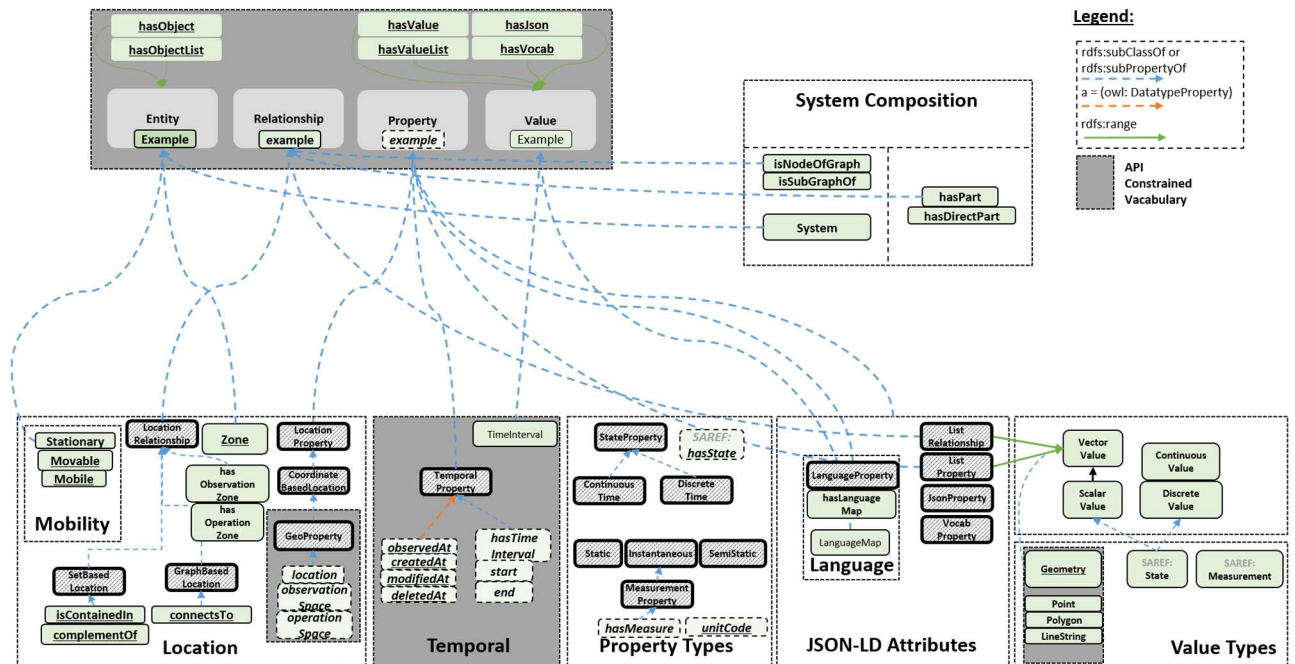 hasObject
hasObjectList
hasValue
hasJson
hasValueList
hasVocab
Entity
Example
Relationship
example
Property
example
Value
Example
System Composition
isNodeOfGraph
isSubGraphOf
System
hasPart
hasDirectPart
Legend:
rdfs:subClassOf or
rdfs:subPropertyOf
a = (owl: DatatypeProperty)
rdfs:range
API
Constrained
Vacabulary
Stationary
Movable
Mobile
Mobility
Location
Relationship
Zone
has
Observation
Zone
has
Operation
Zone
SetBased
Location
GraphBased
Location
isContainedIn
complementOf
connectsTo
Location
Property
Coordinate
BasedLocation
GeoProperty
location
observation
Space
operation
Space
Location
TimeInterval
Temporal
Property
observedAt
createdAt
modifiedAt
deletedAt
hasTime
Interval
start
end
Temporal
StateProperty
SAREF:
hasState
Continuous
Time
Discrete
Time
Static
Instantaneous
SemiStatic
Measurement
Property
hasMeasure
unitCode
Property Types
LanguageProperty
hasLanguage
Map
LanguageMap
Language
List
Relationship
List
Property
JsonProperty
Vocab
Property
JSON-LD Attributes
Vector
Value
Scalar
Value
Continuous
Value
Discrete
Value
Geometry
Point
Polygon
LineString
SAREF:
State
SAREF:
Measurement
Value Types